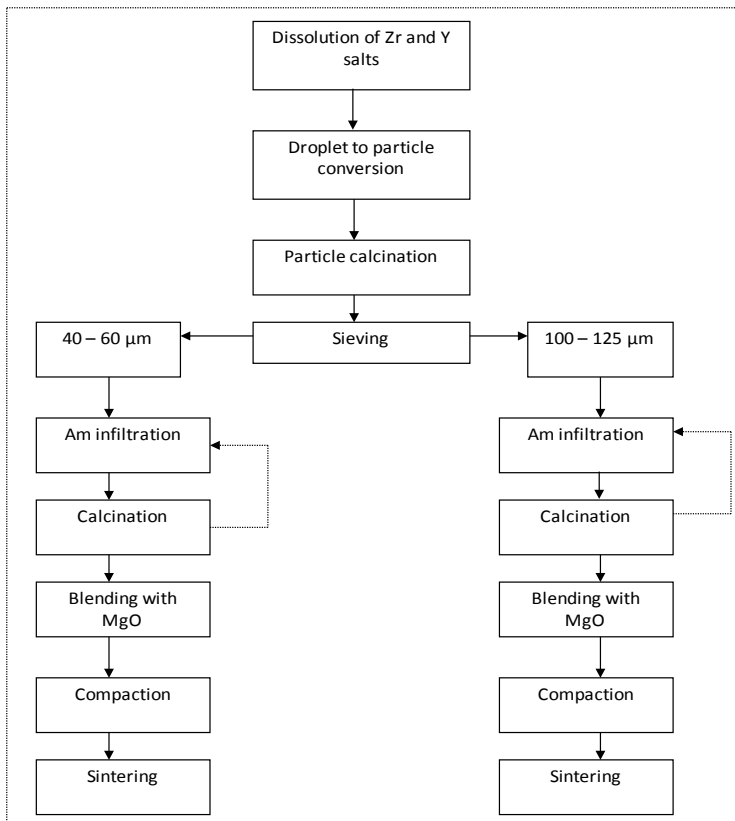 Dissolution of Zr and Y
salts
Droplet to particle
conversion
Particle calcination
40 – 60 µm
Sieving
100 – 125 µm
Am infiltration
Am infiltration
Calcination
Calcination
Blending with
MgO
Blending with
MgO
Compaction
Compaction
Sintering
Sintering